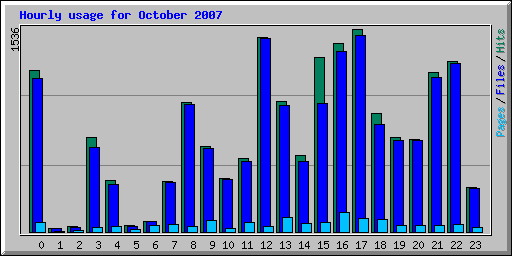 Hourly usage for October 2007
1536
Pages / Files / Hits
0 1 2 3 4 5 6 7 8 9 10 11 12 13 14 15 16 17 18 19 20 21 22 23